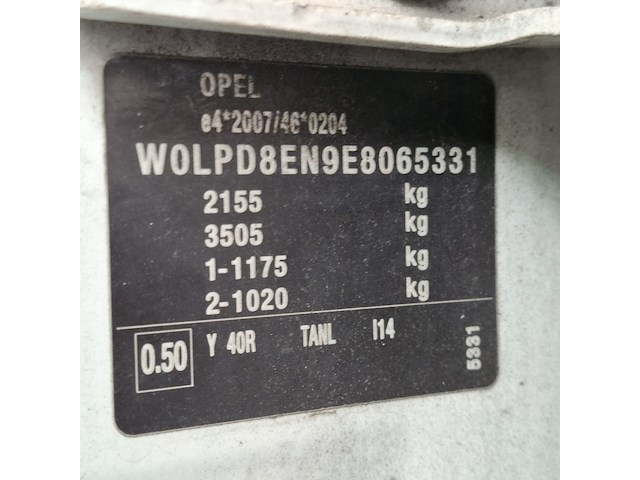 OPEL
e4*2007/46*0204
W0LPD8EN9E8065331
2155 kg
3505 kg
1-1175 kg
2-1020 kg
0.50 Y 40R TANL I14
5331